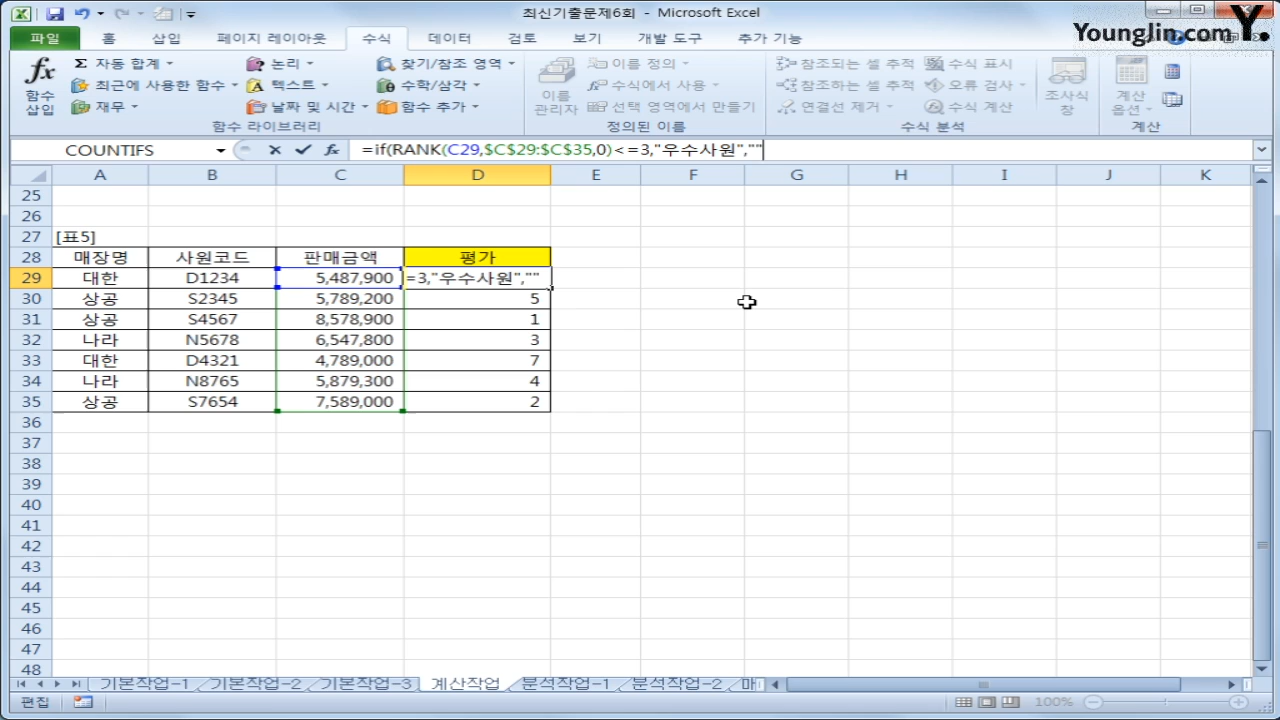 최신기출문제6회 - Microsoft Excel
Younglin.com Y.
파일 홈 삽입 페이지 레이아웃 수식 데이터 검토 보기 개발 도구 추가 기능
fx 함수 삽입
Σ 자동 합계 논리 찾기/참조 영역
최근에 사용한 함수 텍스트 수학/삼각
재무 날짜 및 시간 함수 추가
함수 라이브러리
이름 관리자
이름 정의
수식에서 사용
선택 영역에서 만들기
정의된 이름
참조되는 셀 추적 수식 표시
참조하는 셀 추적 오류 검사
연결선 제거 수식 계산
조사식 창
수식 분석
계산 옵션
계산
COUNTIFS fx =if(RANK(C29,$C$29:$C$35,0)<=3,"우수사원",""
A B C D E F G H I J K
25
26
27 [표5]
28 매장명 사원코드 판매금액 평가
29 대한 D1234 5,487,900 =3,"우수사원",""
30 상공 S2345 5,789,200 5
31 상공 S4567 8,578,900 1
32 나라 N5678 6,547,800 3
33 대한 D4321 4,789,000 7
34 나라 N8765 5,879,300 4
35 상공 S7654 7,589,000 2
36
37
38
39
40
41
42
43
44
45
46
47
48
기본작업-1 기본작업-2 기본작업-3 계산작업 분석작업-1 분석작업-2
편집 100%